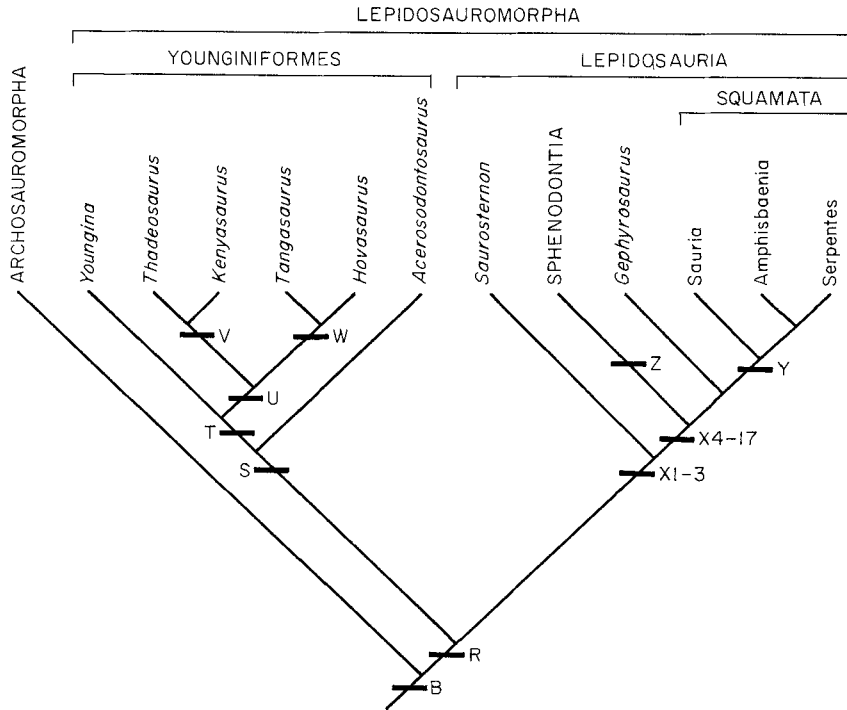 LEPIDOSAUROMORPHA
YOUNGINIFORMES
LEPIDOSAURIA
SQUAMATA
ARCHOSAUROMORPHA
Youngina
Thadeosaurus
Kenyasaurus
Tangasaurus
Hovasaurus
Acerosodontosaurus
Saurosternon
SPHENODONTIA
Gephyrosaurus
Sauria
Amphisbaenia
Serpentes
V
W
Z
Y
U
T
X4-17
S
X1-3
R
B